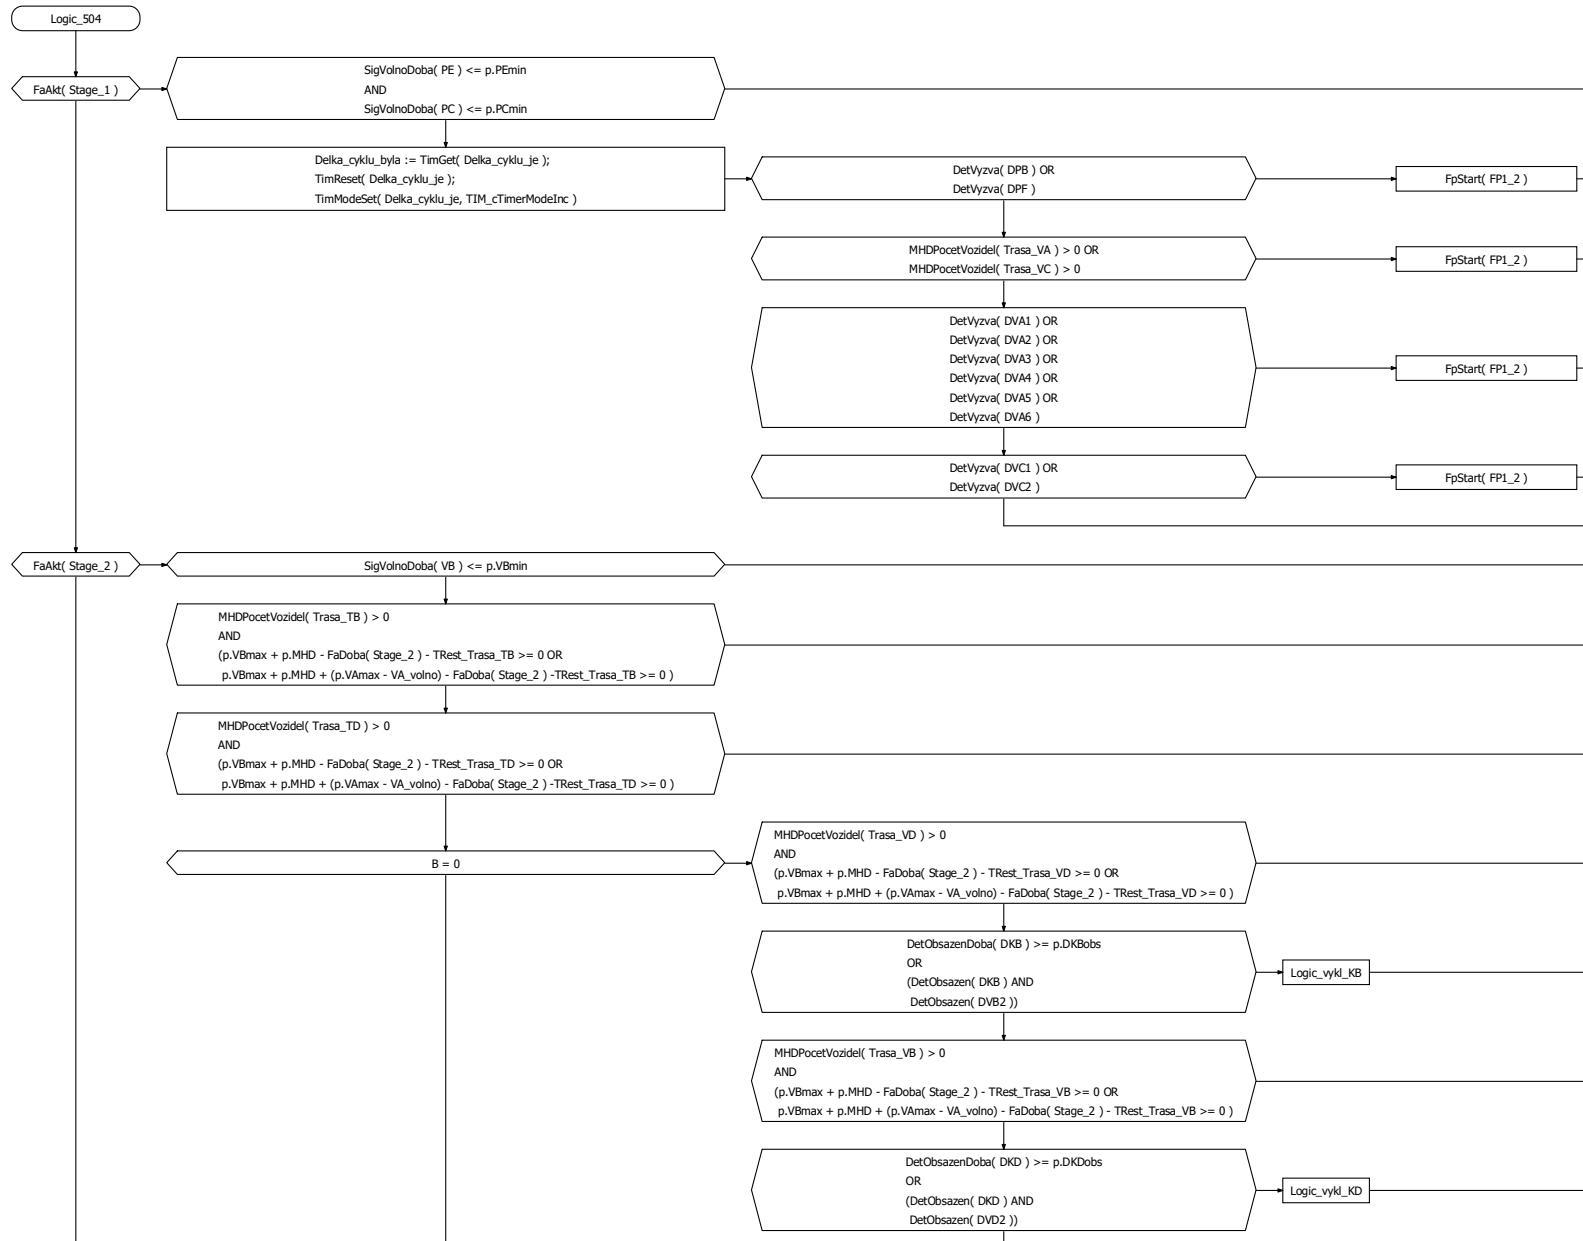 Logic_504
FaAkt( Stage_1 )
SigVolnoDoba( PE ) <= p.PEmin
AND
SigVolnoDoba( PC ) <= p.PCmin
Delka_cyklu_byla := TimGet( Delka_cyklu_je );
TimReset( Delka_cyklu_je );
TimModeSet( Delka_cyklu_je, TIM_cTimerModeInc )
DetVyzva( DPB ) OR
DetVyzva( DPF )
FpStart( FP1_2 )
MHDPocetVozidel( Trasa_VA ) > 0 OR
MHDPocetVozidel( Trasa_VC ) > 0
FpStart( FP1_2 )
DetVyzva( DVA1 ) OR
DetVyzva( DVA2 ) OR
DetVyzva( DVA3 ) OR
DetVyzva( DVA4 ) OR
DetVyzva( DVA5 ) OR
DetVyzva( DVA6 )
FpStart( FP1_2 )
DetVyzva( DVC1 ) OR
DetVyzva( DVC2 )
FpStart( FP1_2 )
FaAkt( Stage_2 )
SigVolnoDoba( VB ) <= p.VBmin
MHDPocetVozidel( Trasa_TB ) > 0
AND
(p.VBmax + p.MHD - FaDoba( Stage_2 ) - TRest_Trasa_TB >= 0 OR
p.VBmax + p.MHD + (p.VAmax - VA_volno) - FaDoba( Stage_2 ) -TRest_Trasa_TB >= 0 )
MHDPocetVozidel( Trasa_TD ) > 0
AND
(p.VBmax + p.MHD - FaDoba( Stage_2 ) - TRest_Trasa_TD >= 0 OR
p.VBmax + p.MHD + (p.VAmax - VA_volno) - FaDoba( Stage_2 ) -TRest_Trasa_TD >= 0 )
B = 0
MHDPocetVozidel( Trasa_VD ) > 0
AND
(p.VBmax + p.MHD - FaDoba( Stage_2 ) - TRest_Trasa_VD >= 0 OR
p.VBmax + p.MHD + (p.VAmax - VA_volno) - FaDoba( Stage_2 ) - TRest_Trasa_VD >= 0 )
DetObsazenDoba( DKB ) >= p.DKBobs
OR
(DetObsazen( DKB ) AND
DetObsazen( DVB2 ))
Logic_vykl_KB
MHDPocetVozidel( Trasa_VB ) > 0
AND
(p.VBmax + p.MHD - FaDoba( Stage_2 ) - TRest_Trasa_VB >= 0 OR
p.VBmax + p.MHD + (p.VAmax - VA_volno) - FaDoba( Stage_2 ) - TRest_Trasa_VB >= 0 )
DetObsazenDoba( DKD ) >= p.DKDobs
OR
(DetObsazen( DKD ) AND
DetObsazen( DVD2 ))
Logic_vykl_KD